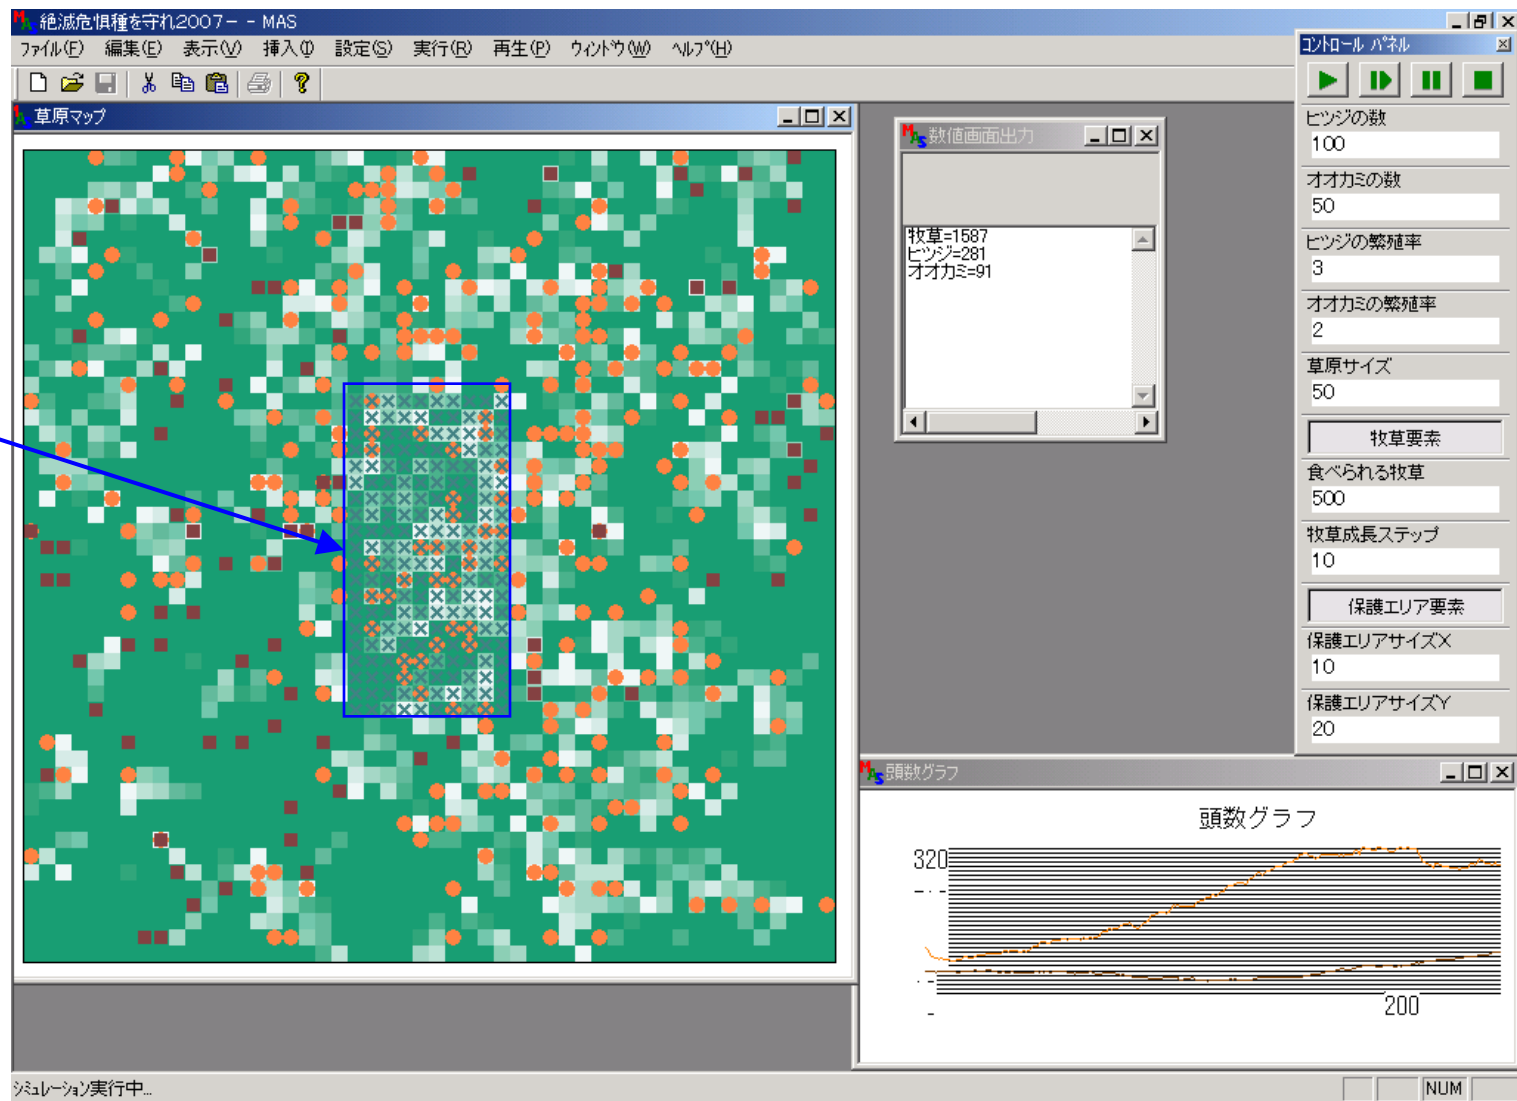 絶滅危惧種を守れ2007－ - MAS
ファイル(F) 編集(E) 表示(V) 挿入(I) 設定(S) 実行(R) 再生(P) ウィンドウ(W) ヘルプ(H)
コントロール パネル
草原マップ
数値画面出力
牧草=1587
ヒツジ=281
オオカミ=91
ヒツジの数
100
オオカミの数
50
ヒツジの繁殖率
3
オオカミの繁殖率
2
草原サイズ
50
牧草要素
食べられる牧草
500
牧草成長ステップ
10
保護エリア要素
保護エリアサイズX
10
保護エリアサイズY
20
頭数グラフ
頭数グラフ
320
200
シミュレーション実行中...
NUM